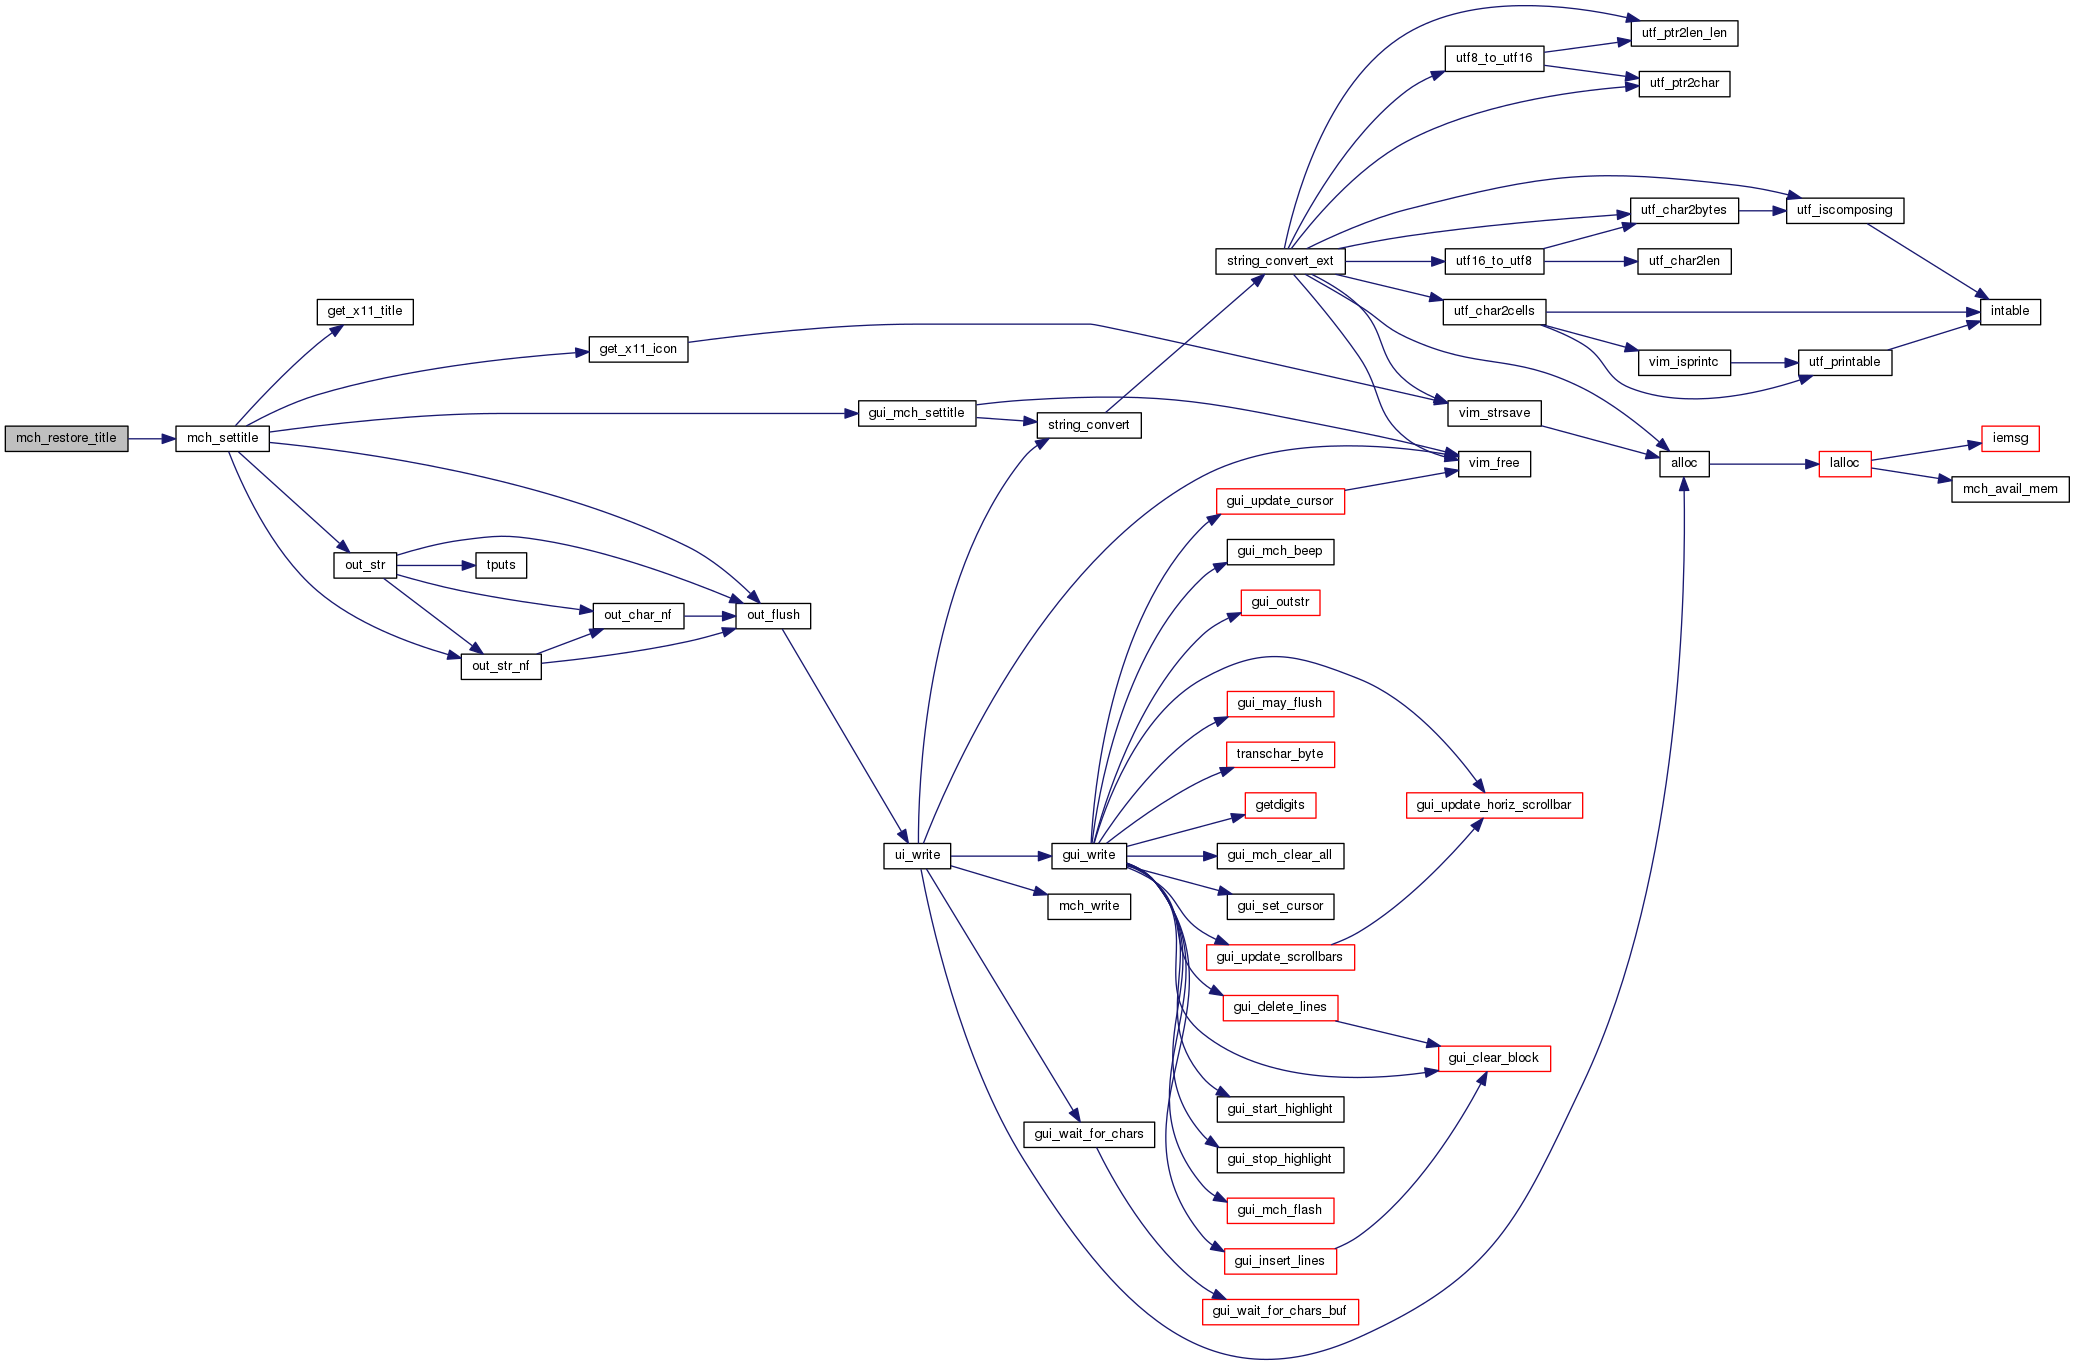 mch_restore_title
mch_settitle
get_x11_title
get_x11_icon
gui_mch_settitle
string_convert
out_str
tputs
out_char_nf
out_str_nf
out_flush
ui_write
gui_write
mch_write
gui_wait_for_chars
string_convert_ext
utf8_to_utf16
utf_ptr2len_len
utf_ptr2char
utf_char2bytes
utf_iscomposing
utf16_to_utf8
utf_char2len
utf_char2cells
intable
vim_isprintc
utf_printable
vim_strsave
vim_free
alloc
lalloc
iemsg
mch_avail_mem
gui_update_cursor
gui_mch_beep
gui_outstr
gui_may_flush
transchar_byte
getdigits
gui_update_horiz_scrollbar
gui_mch_clear_all
gui_set_cursor
gui_update_scrollbars
gui_delete_lines
gui_clear_block
gui_start_highlight
gui_stop_highlight
gui_mch_flash
gui_insert_lines
gui_wait_for_chars_buf